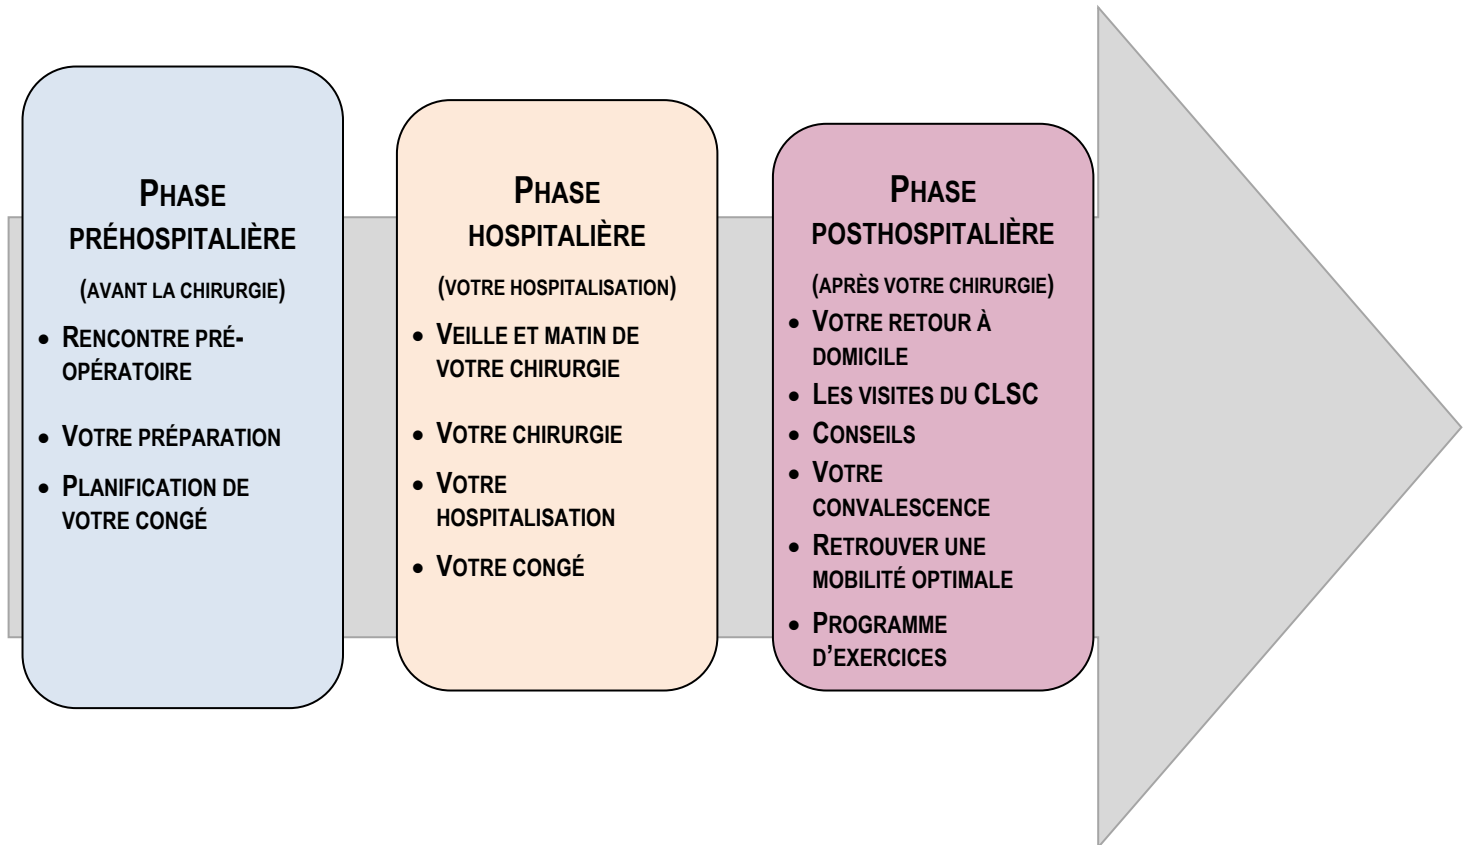 PHASE
PRÉHOSPITALIÈRE
(AVANT LA CHIRURGIE)
• RENCONTRE PRÉ-
OPÉRATOIRE
• VOTRE PRÉPARATION
• PLANIFICATION DE
VOTRE CONGÉ
PHASE
HOSPITALIÈRE
(VOTRE HOSPITALISATION)
• VEILLE ET MATIN DE
VOTRE CHIRURGIE
• VOTRE CHIRURGIE
• VOTRE
HOSPITALISATION
• VOTRE CONGÉ
PHASE
POSTHOSPITALIÈRE
(APRÈS VOTRE CHIRURGIE)
• VOTRE RETOUR À
DOMICILE
• LES VISITES DU CLSC
• CONSEILS
• VOTRE
CONVALESCENCE
• RETROUVER UNE
MOBILITÉ OPTIMALE
• PROGRAMME
D’EXERCICES